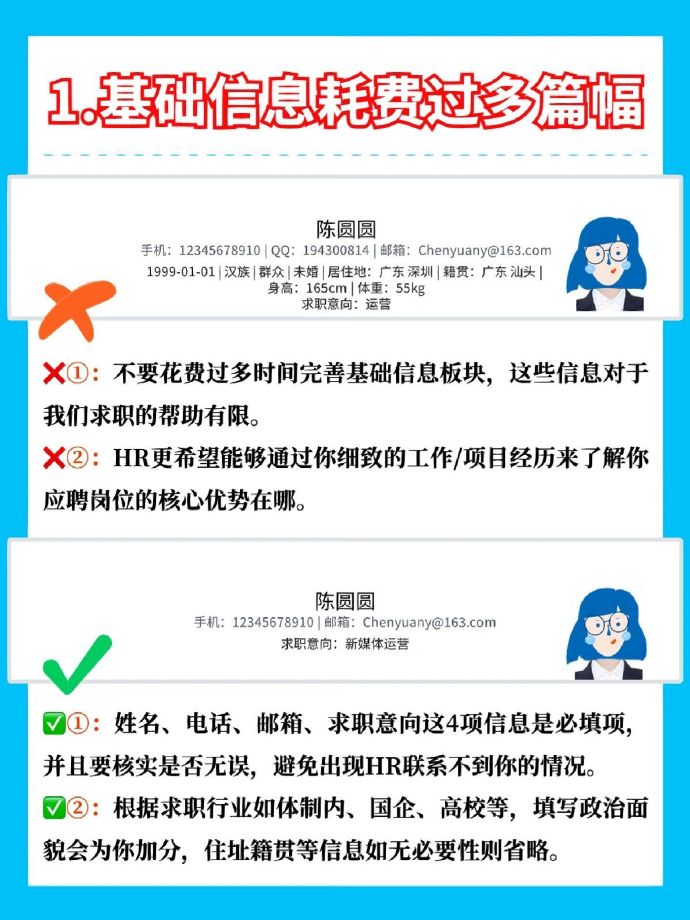 1.基础信息耗费过多篇幅
陈圆圆
手机：12345678910 | QQ：194300814 | 邮箱：Chenyuany@163.com
1999-01-01 | 汉族 | 群众 | 未婚 | 居住地：广东 深圳 | 籍贯：广东 汕头 |
身高：165cm | 体重：55kg
求职意向：运营
❌①：不要花费过多时间完善基础信息板块，这些信息对于
我们求职的帮助有限。
❌②：HR更希望能够通过你细致的工作/项目经历来了解你
应聘岗位的核心优势在哪。
陈圆圆
手机：12345678910 | 邮箱：Chenyuany@163.com
求职意向：新媒体运营
✅①：姓名、电话、邮箱、求职意向这4项信息是必填项，
并且要核实是否无误，避免出现HR联系不到你的情况。
✅②：根据求职行业如体制内、国企、高校等，填写政治面
貌会为你加分，住址籍贯等信息如无必要性则省略。